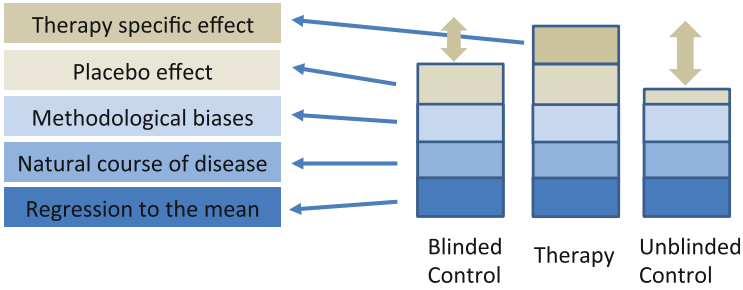 Therapy specific effect
Placebo effect
Methodological biases
Natural course of disease
Regression to the mean
Blinded
Control
Therapy
Unblinded
Control